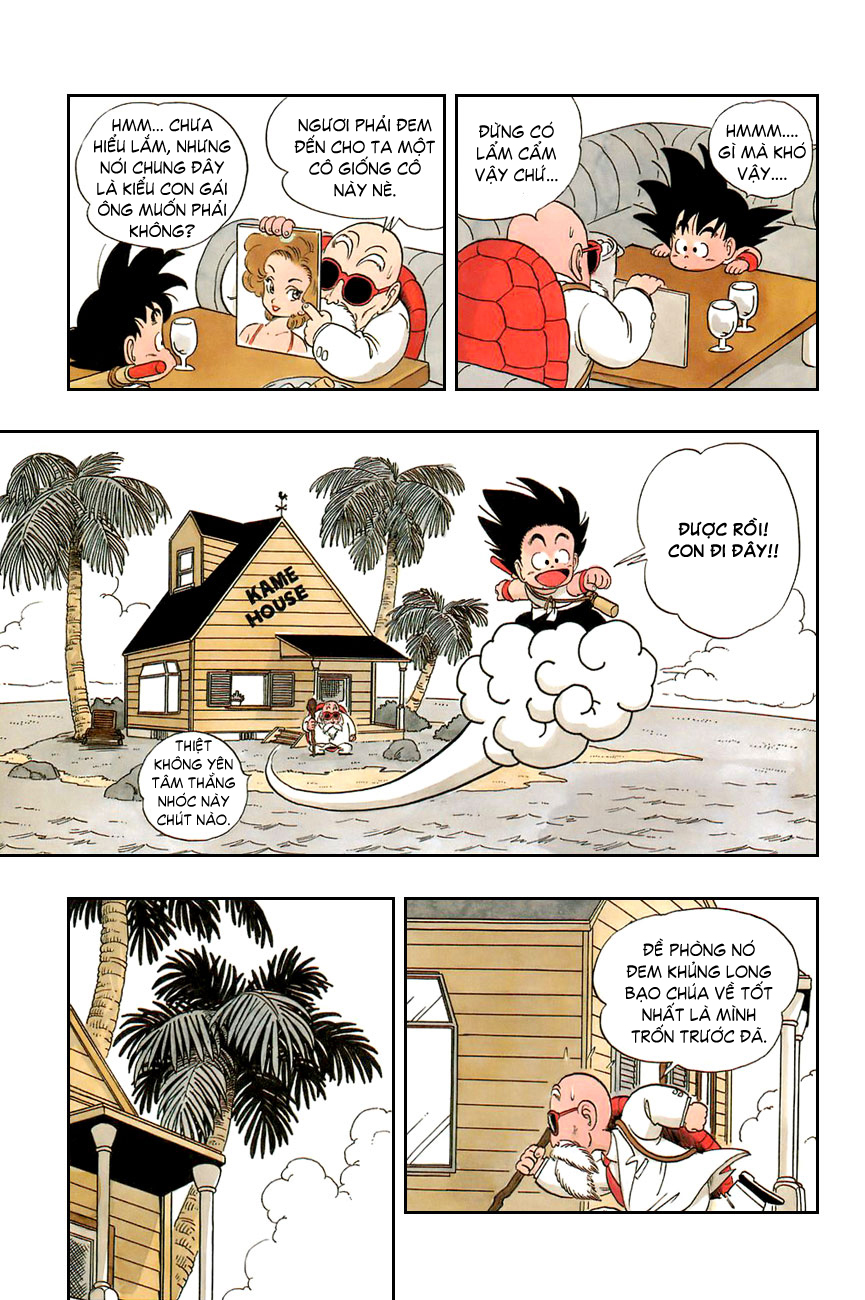 HMMM....
GÌ MÀ KHÓ
VẬY....
ĐỪNG CÓ
LẨM CẨM
VẬY CHỨ...
NGƯƠI PHẢI ĐEM
ĐẾN CHO TA MỘT
CÔ GIỐNG CÔ
NÀY NÈ.
HMM... CHƯA
HIỂU LẮM, NHƯNG
NÓI CHUNG ĐÂY
LÀ KIỂU CON GÁI
ÔNG MUỐN PHẢI
KHÔNG?
ĐƯỢC RỒI!
CON ĐI ĐÂY!!
KAME
HOUSE
THIỆT
KHÔNG YÊN
TÂM THẰNG
NHÓC NÀY
CHÚT NÀO.
ĐỀ PHÒNG NÓ
ĐEM KHỦNG LONG
BẠO CHÚA VỀ TỐT
NHẤT LÀ MÌNH
TRỐN TRƯỚC ĐÃ.